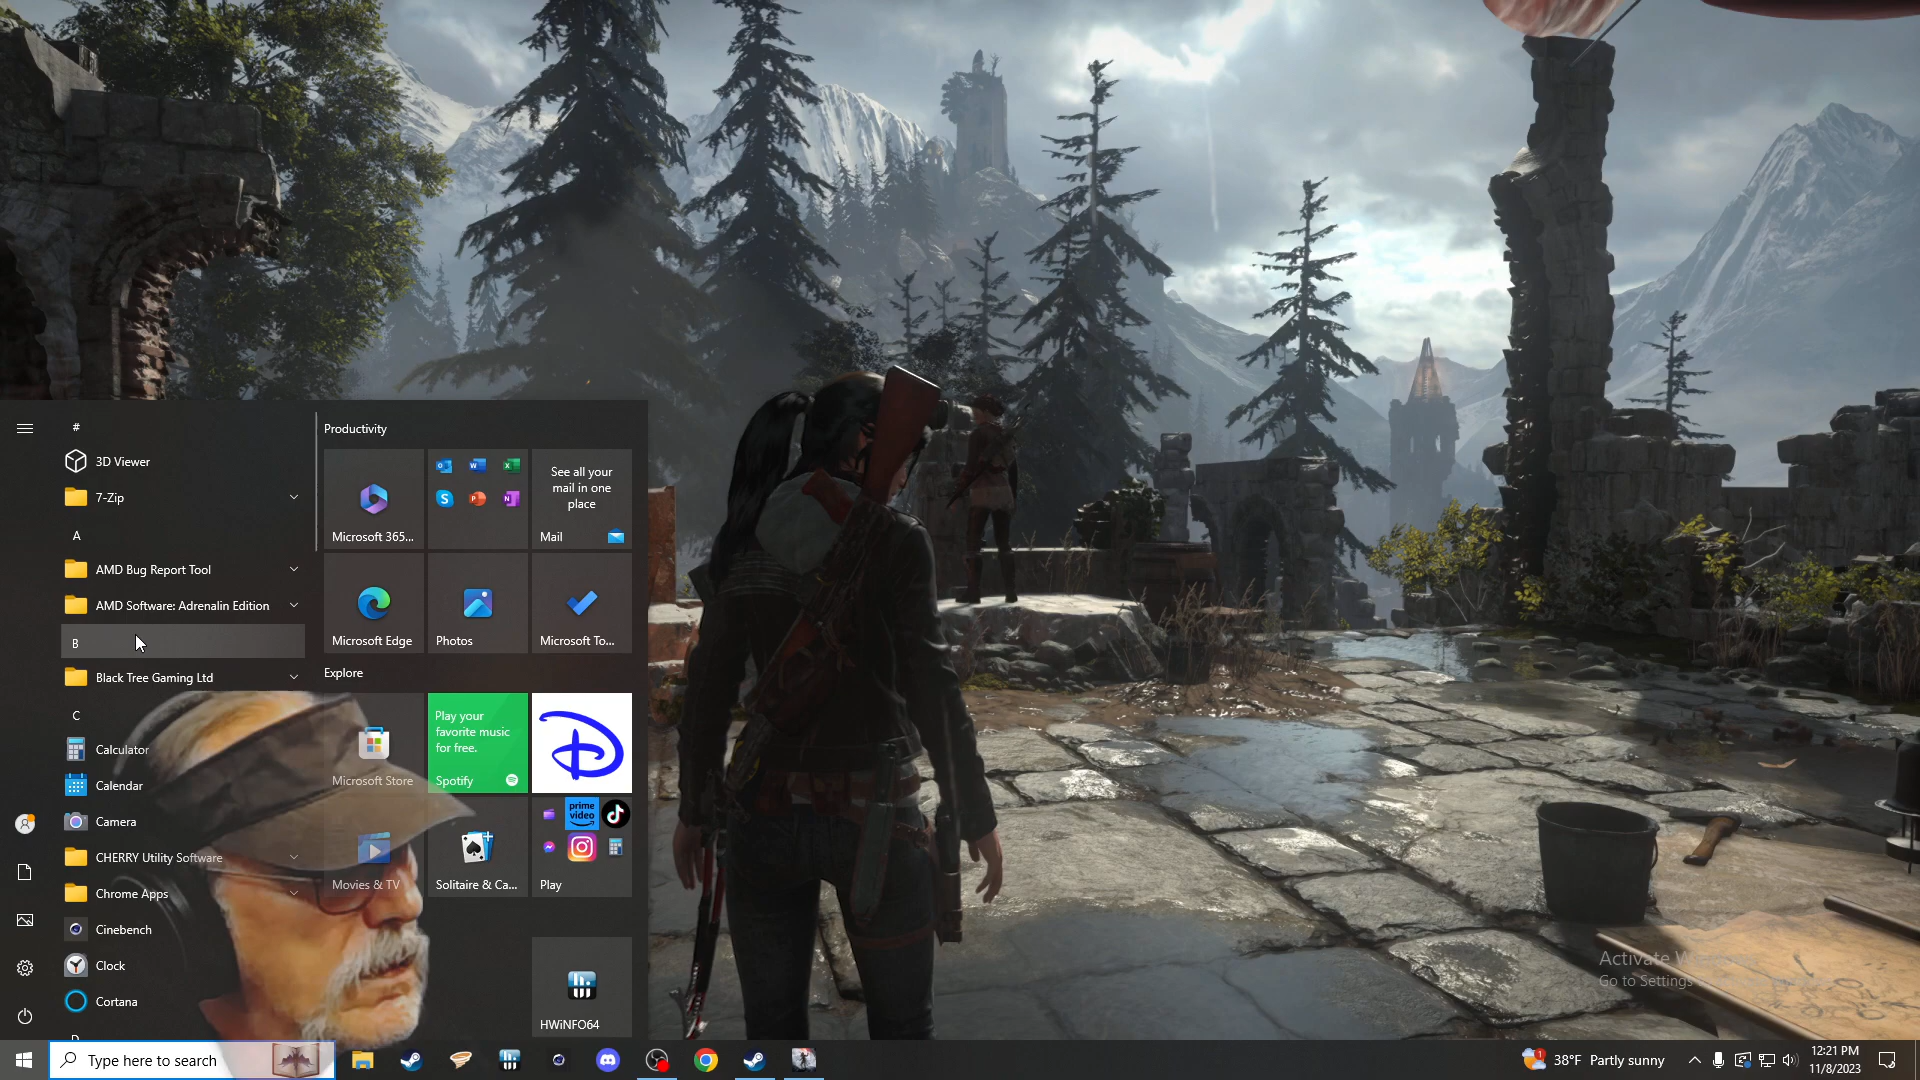 #
3D Viewer
7-Zip
A
AMD Bug Report Tool
AMD Software: Adrenalin Edition
B
Black Tree Gaming Ltd
C
Calculator
Calendar
Camera
CHERRY Utility Software
Chrome Apps
Cinebench
Clock
Cortana
Productivity
Microsoft 365...
See all your
mail in one
place
Mail
Microsoft Edge
Photos
Microsoft To...
Explore
Microsoft Store
Play your
favorite music
for free.
Spotify
Movies & TV
Solitaire & Ca...
prime
video
Play
HWiNFO64
Activate
Go to Settings
Type here to search
1
38°F Partly sunny
12:21 PM
11/8/2023